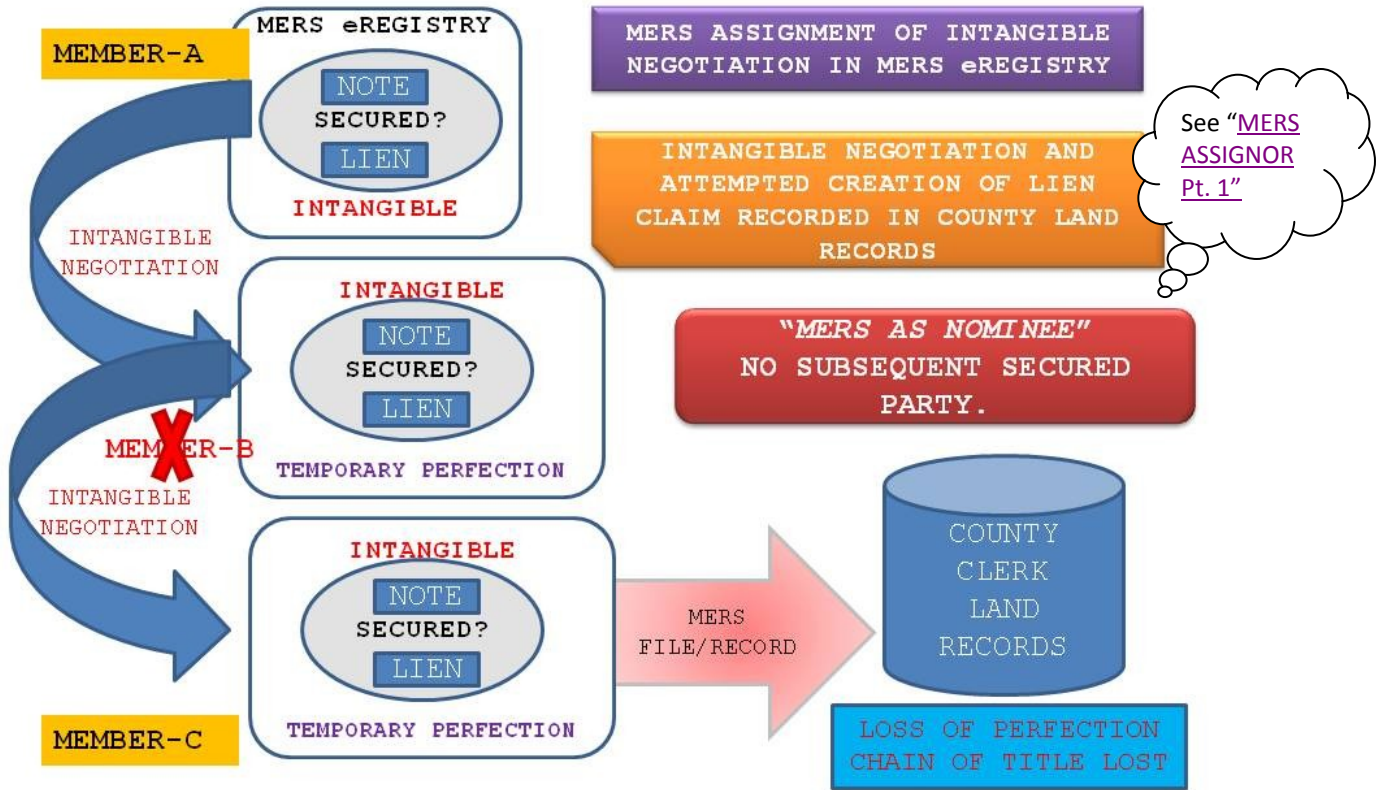 MEMBER-A
MERS eREGISTRY
NOTE
SECURED?
LIEN
INTANGIBLE
INTANGIBLE
NEGOTIATION
MERS ASSIGNMENT OF INTANGIBLE
NEGOTIATION IN MERS eREGISTRY
INTANGIBLE NEGOTIATION AND
ATTEMPTED CREATION OF LIEN
CLAIM RECORDED IN COUNTY LAND
RECORDS
See “MERS
ASSIGNOR
Pt. 1”
INTANGIBLE
NOTE
SECURED?
LIEN
TEMPORARY PERFECTION
“MERS AS NOMINEE”
NO SUBSEQUENT SECURED
PARTY.
MEMBER-B
INTANGIBLE
NEGOTIATION
INTANGIBLE
NOTE
SECURED?
LIEN
TEMPORARY PERFECTION
MERS
FILE/RECORD
COUNTY
CLERK
LAND
RECORDS
MEMBER-C
LOSS OF PERFECTION
CHAIN OF TITLE LOST